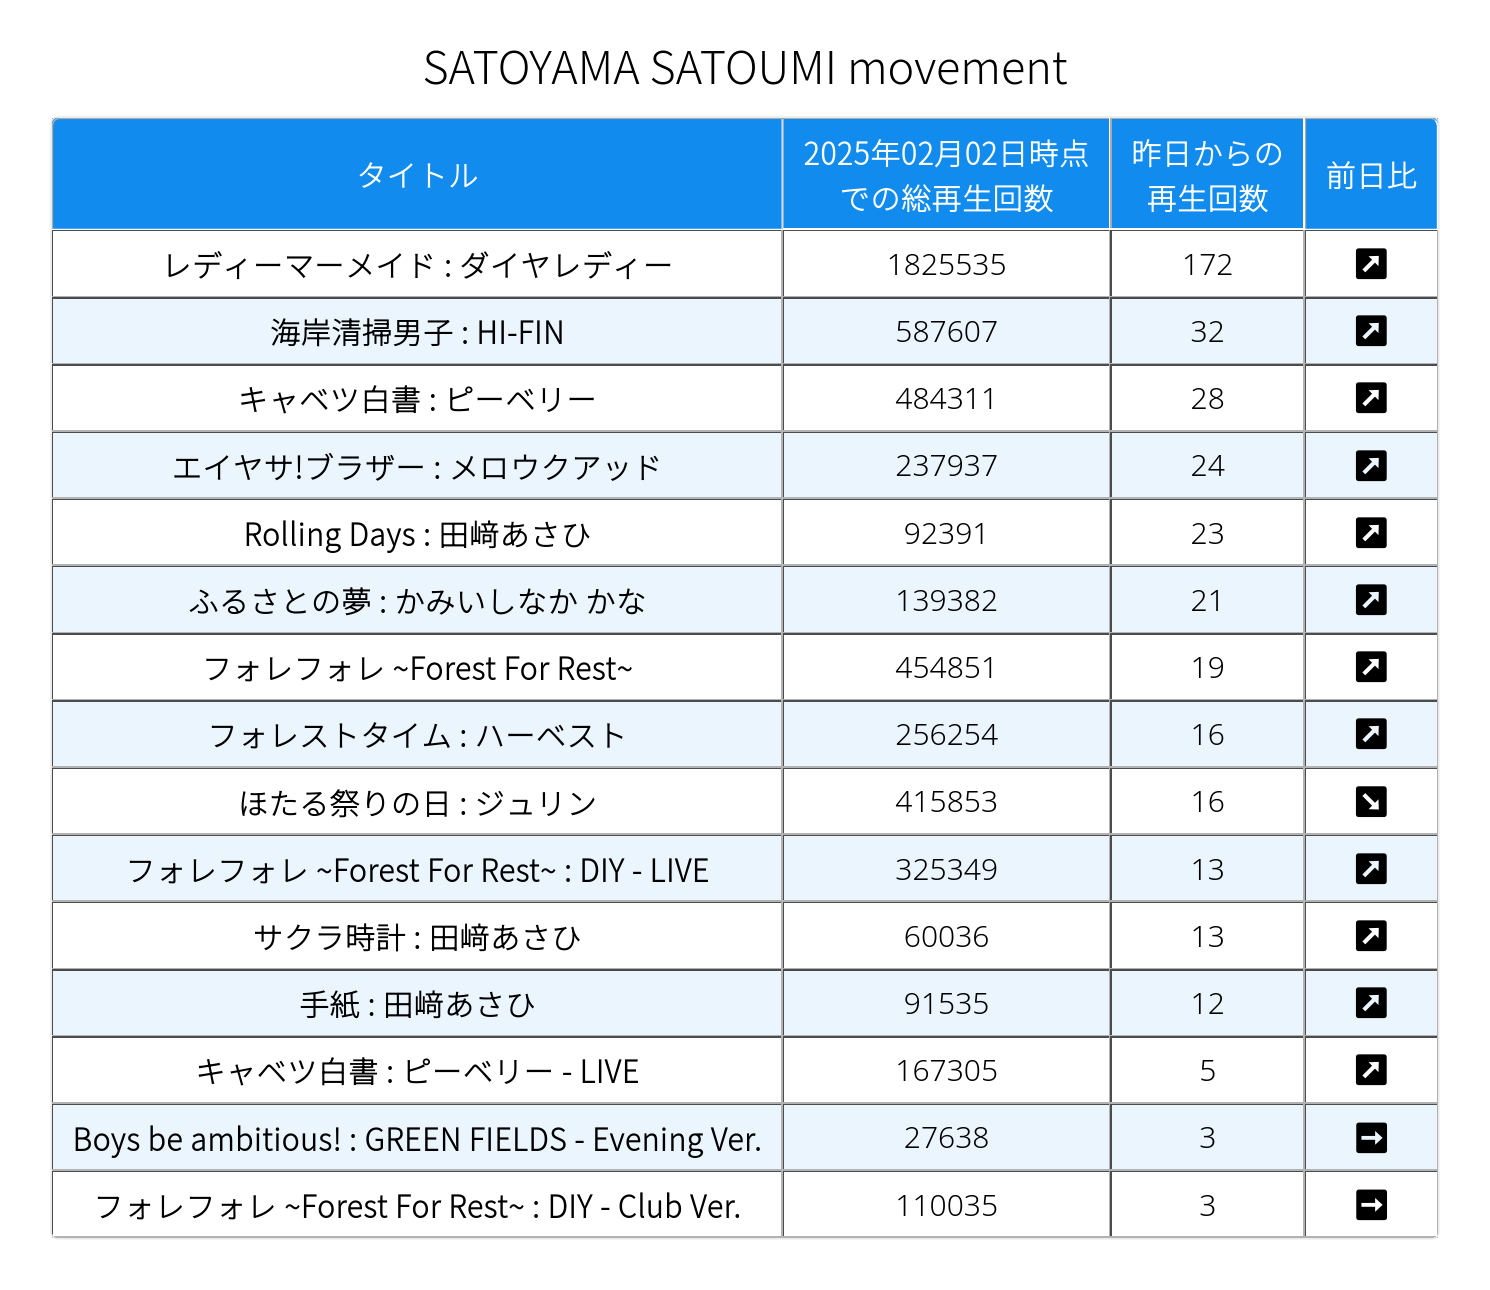 SATOYAMA SATOUMI movement
タイトル 2025年02月02日時点での総再生回数 昨日からの再生回数 前日比
レディーマーメイド : ダイヤレディー 1825535 172 ↗
海岸清掃男子 : HI-FIN 587607 32 ↗
キャベツ白書 : ピーベリー 484311 28 ↗
エイヤサ!ブラザー : メロウクアッド 237937 24 ↗
Rolling Days : 田﨑あさひ 92391 23 ↗
ふるさとの夢 : かみいしなか かな 139382 21 ↗
フォレフォレ ~Forest For Rest~ 454851 19 ↗
フォレストタイム : ハーベスト 256254 16 ↗
ほたる祭りの日 : ジュリン 415853 16 ↘
フォレフォレ ~Forest For Rest~ : DIY - LIVE 325349 13 ↗
サクラ時計 : 田﨑あさひ 60036 13 ↗
手紙 : 田﨑あさひ 91535 12 ↗
キャベツ白書 : ピーベリー - LIVE 167305 5 ↗
Boys be ambitious! : GREEN FIELDS - Evening Ver. 27638 3 →
フォレフォレ ~Forest For Rest~ : DIY - Club Ver. 110035 3 →